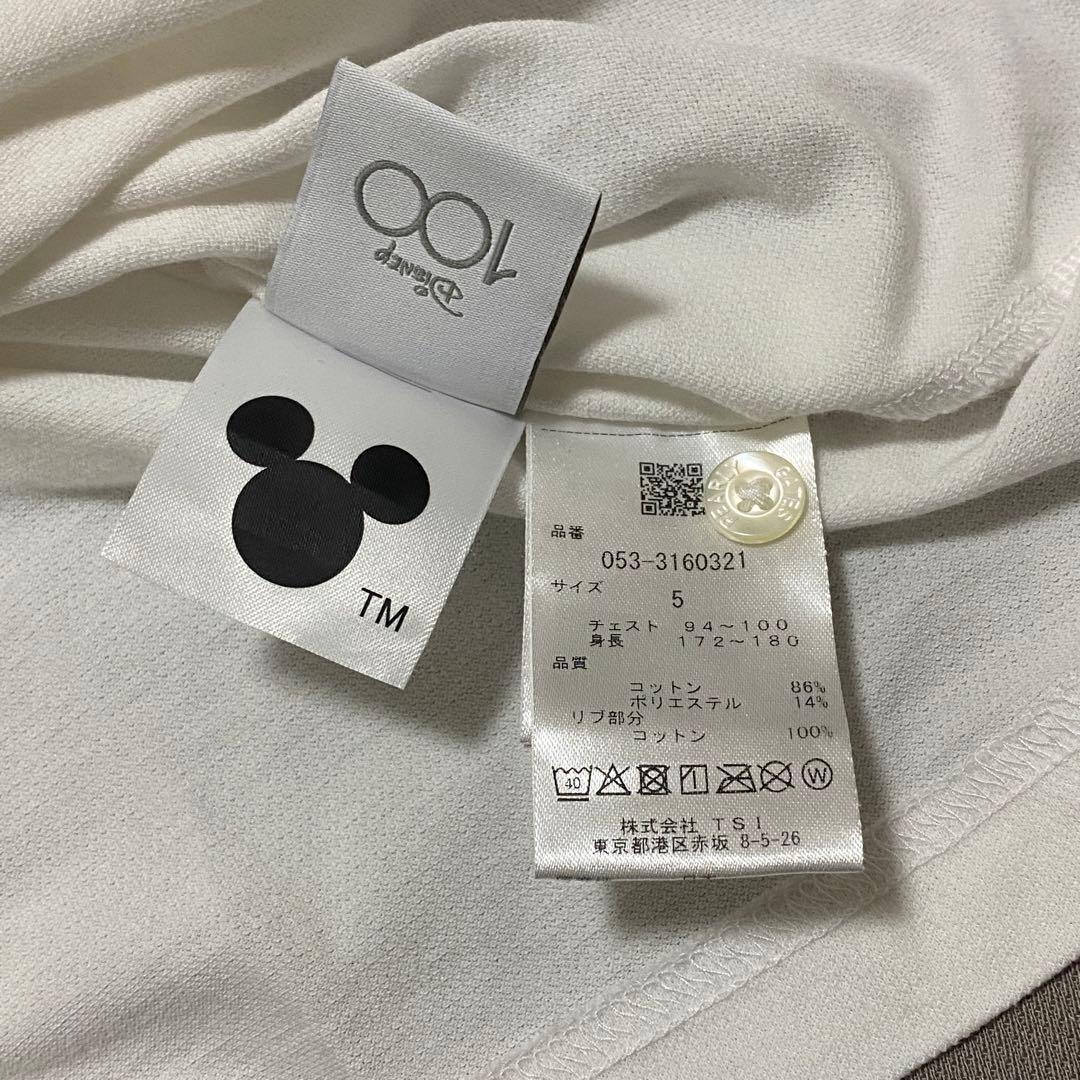 100
Disney
TM
PEARLY GATES
品番
053-3160321
サイズ
5
チェスト 94~100
身長 172~180
品質
コットン 86%
ポリエステル 14%
リブ部分
コットン 100%
40
W
株式会社 TSI
東京都港区赤坂 8-5-26